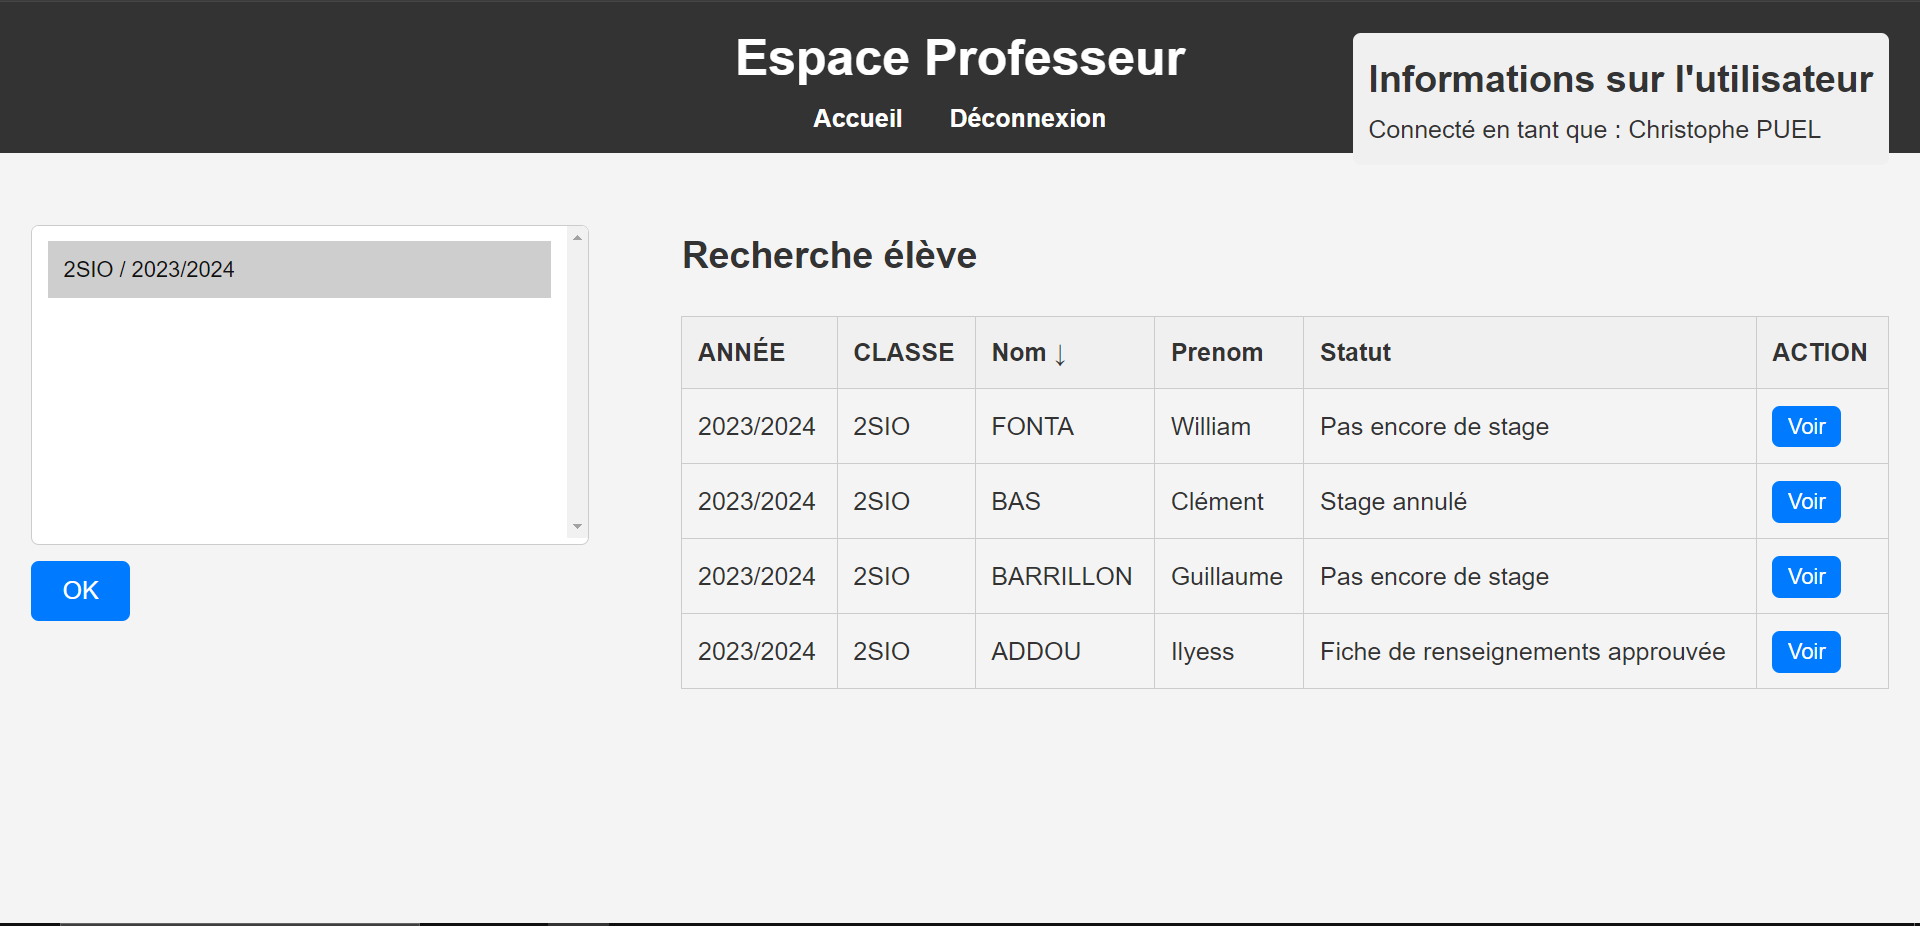 Espace Professeur
Accueil Déconnexion
Informations sur l'utilisateur
Connecté en tant que : Christophe PUEL
2SIO / 2023/2024
OK
Recherche élève
ANNÉE CLASSE Nom ↓ Prenom Statut ACTION
2023/2024 2SIO FONTA William Pas encore de stage Voir
2023/2024 2SIO BAS Clément Stage annulé Voir
2023/2024 2SIO BARRILLON Guillaume Pas encore de stage Voir
2023/2024 2SIO ADDOU Ilyess Fiche de renseignements approuvée Voir